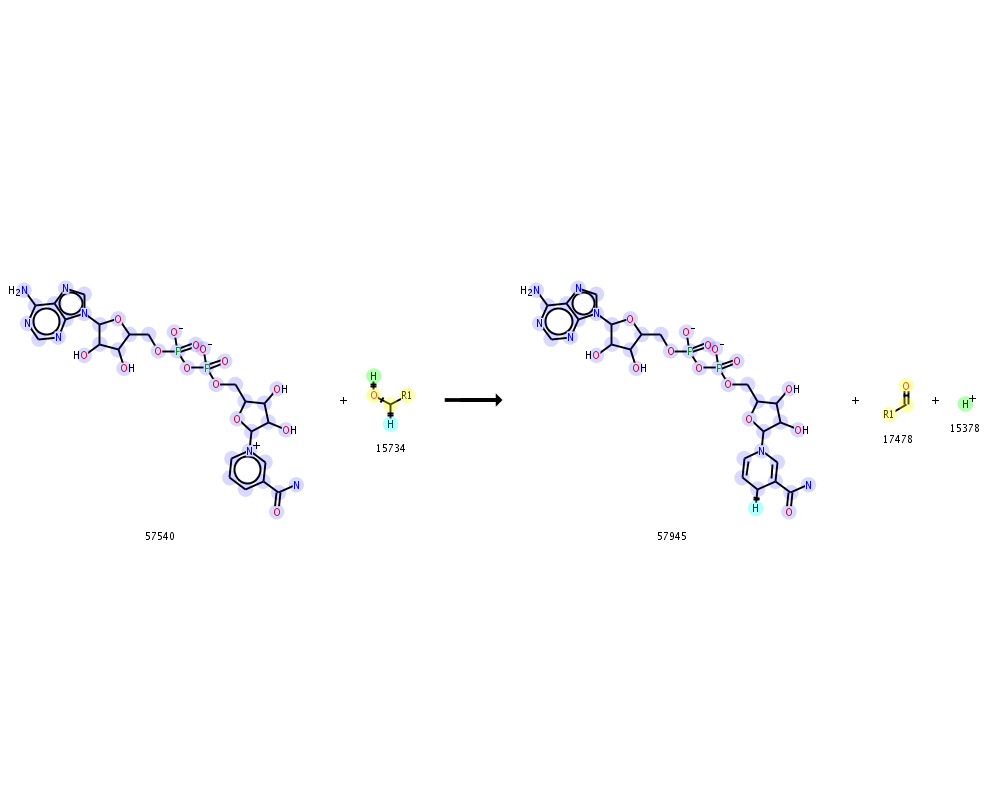 H2N N N N N O HO OH O P O⁻ O O P O⁻ O O O OH OH N⁺ N O
57540
+
H O R1 H
15734
H2N N N N N O HO OH O P O⁻ O O P O⁻ O O O OH OH N N O H
57945
+
O R1
17478
+
H⁺
15378